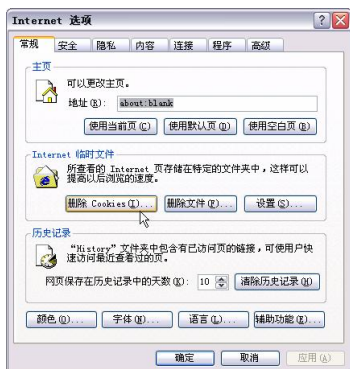 Internet 选项
常规 安全 隐私 内容 连接 程序 高级
主页
可以更改主页。
地址(R): about:blank
使用当前页(C) 使用默认页(D) 使用空白页(B)
Internet 临时文件
所查看的 Internet 页存储在特定的文件夹中，这样可以
提高以后浏览的速度。
删除 Cookies(I)... 删除文件(F)... 设置(S)...
历史记录
“History”文件夹中包含有已访问页的链接，可使用户快
速访问最近查看过的页。
网页保存在历史记录中的天数(K): 10 清除历史记录(H)
颜色(O)... 字体(N)... 语言(L)... 辅助功能(E)...
确定 取消 应用(A)